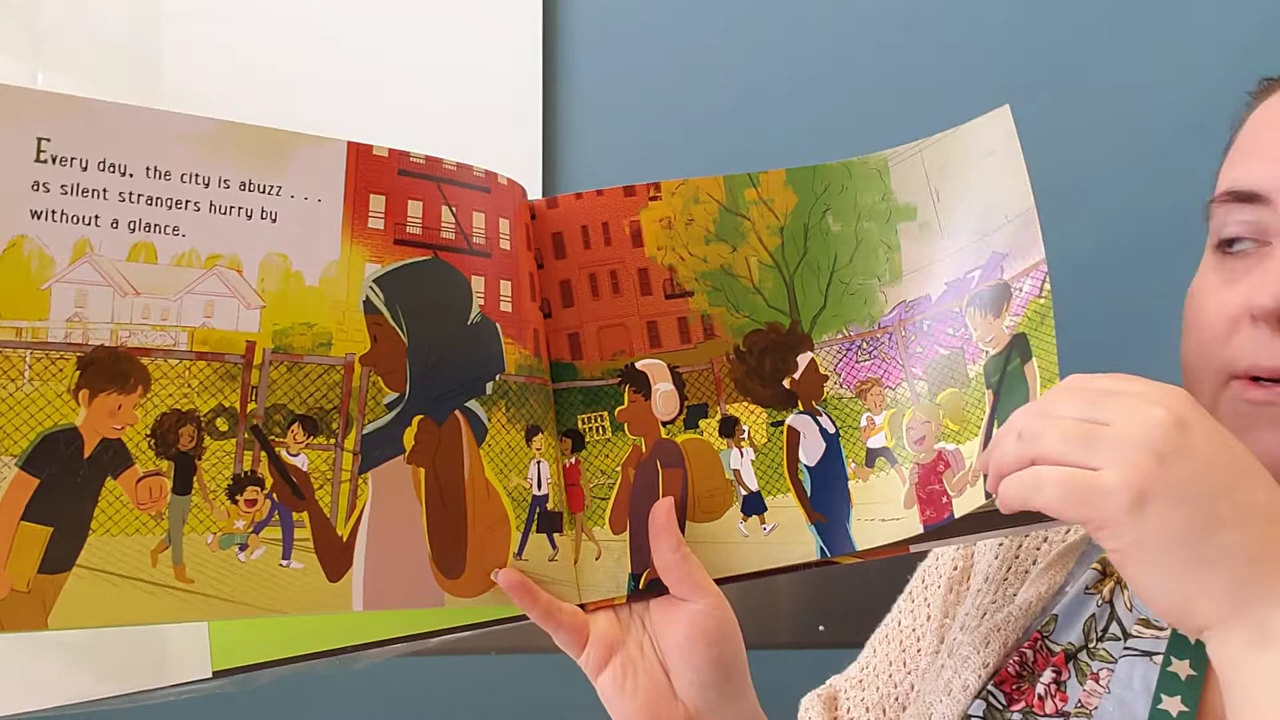 Every day, the city is abuzz . . .
as silent strangers hurry by
without a glance.